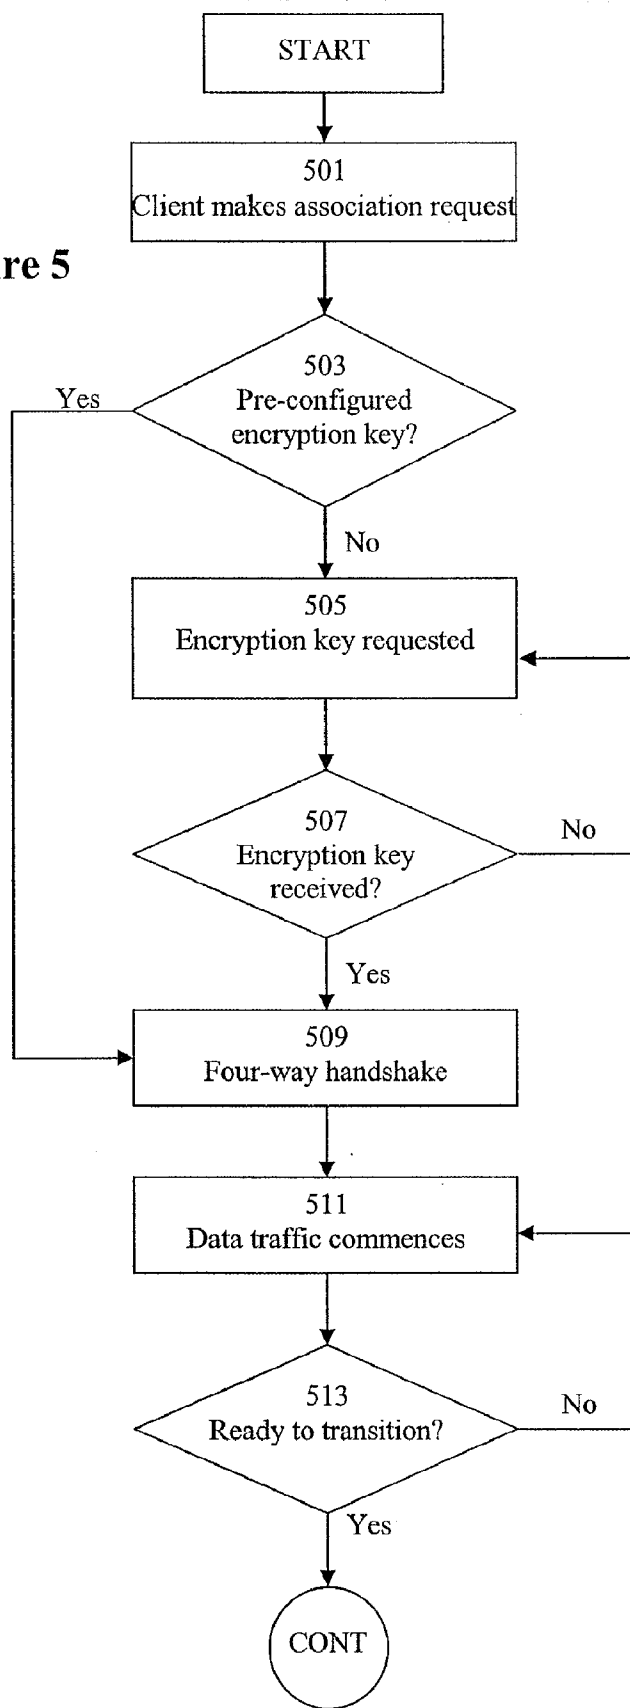 START
501
Client makes association request
re 5
503
Pre-configured
encryption key?
Yes
No
505
Encryption key requested
507
Encryption key
received?
No
Yes
509
Four-way handshake
511
Data traffic commences
513
Ready to transition?
No
Yes
CONT